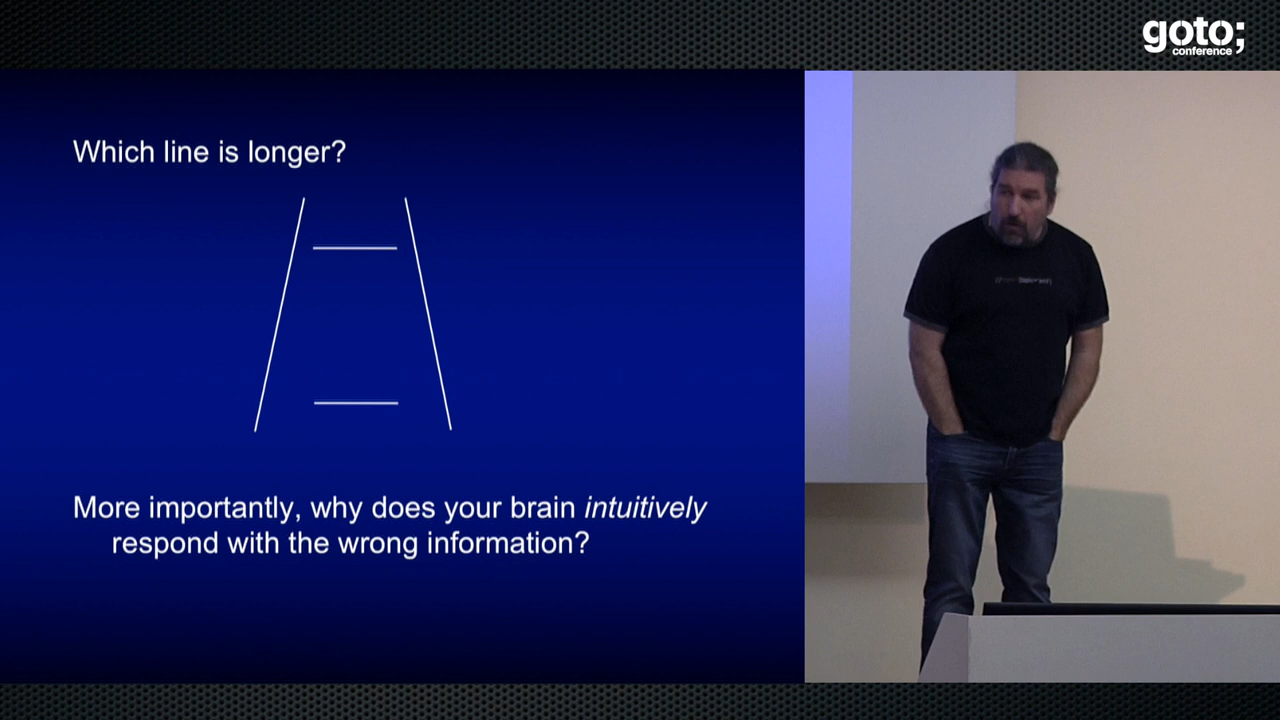 goto;
conference
Which line is longer?
More importantly, why does your brain intuitively
respond with the wrong information?